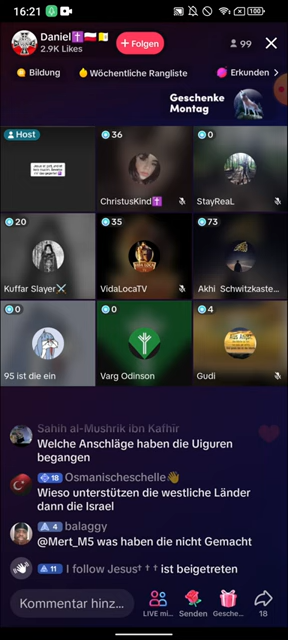 16:21
100
Daniel✝️🇵🇱🇻🇦
2.9K Likes
+ Folgen
99
Bildung
Wöchentliche Rangliste
Erkunden
Geschenke
Montag
Host
36
ChristusKind✝️
0
StayReaL
20
Kuffar Slayer⚔️
35
VidaLocaTV
73
Akhi Schwitzkaste...
0
95 ist die ein
0
Varg Odinson
4
Gudi
Sahih al-Mushrik ibn Kafhir
Welche Anschläge haben die Uiguren
begangen
18 Osmanischeschelle👋
Wieso unterstützen die westliche Länder
dann die Israel
4 balaggy
@Mert_M5 was haben die nicht Gemacht
11 I follow Jesus✝✝✝ ist beigetreten
Kommentar hinz...
LIVE mi...
Senden
Gesche...
18